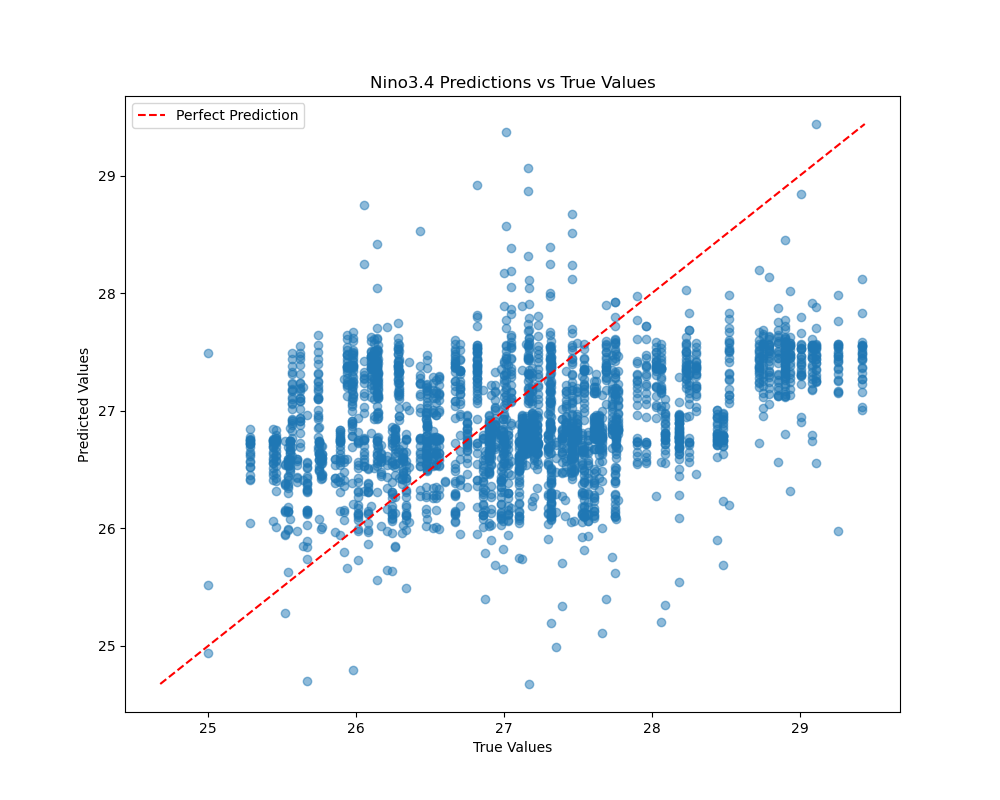 Nino3.4 Predictions vs True Values
Perfect Prediction
Predicted Values
29
28
27
26
25
25 26 27 28 29
True Values